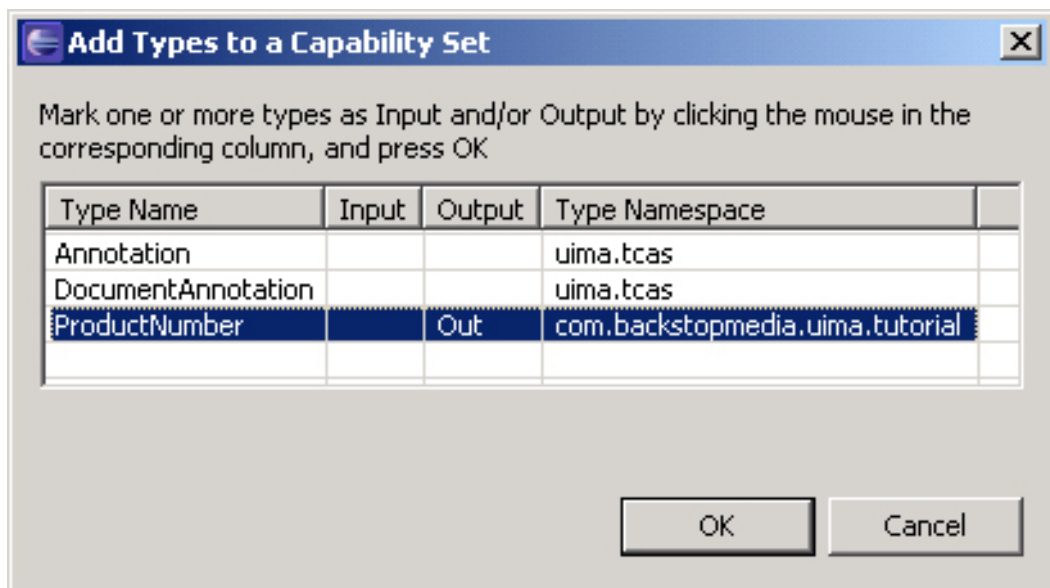 Add Types to a Capability Set
Mark one or more types as Input and/or Output by clicking the mouse in the
corresponding column, and press OK
Type Name Input Output Type Namespace
Annotation uima.tcas
DocumentAnnotation uima.tcas
ProductNumber Out com.backstopmedia.uima.tutorial
OK Cancel